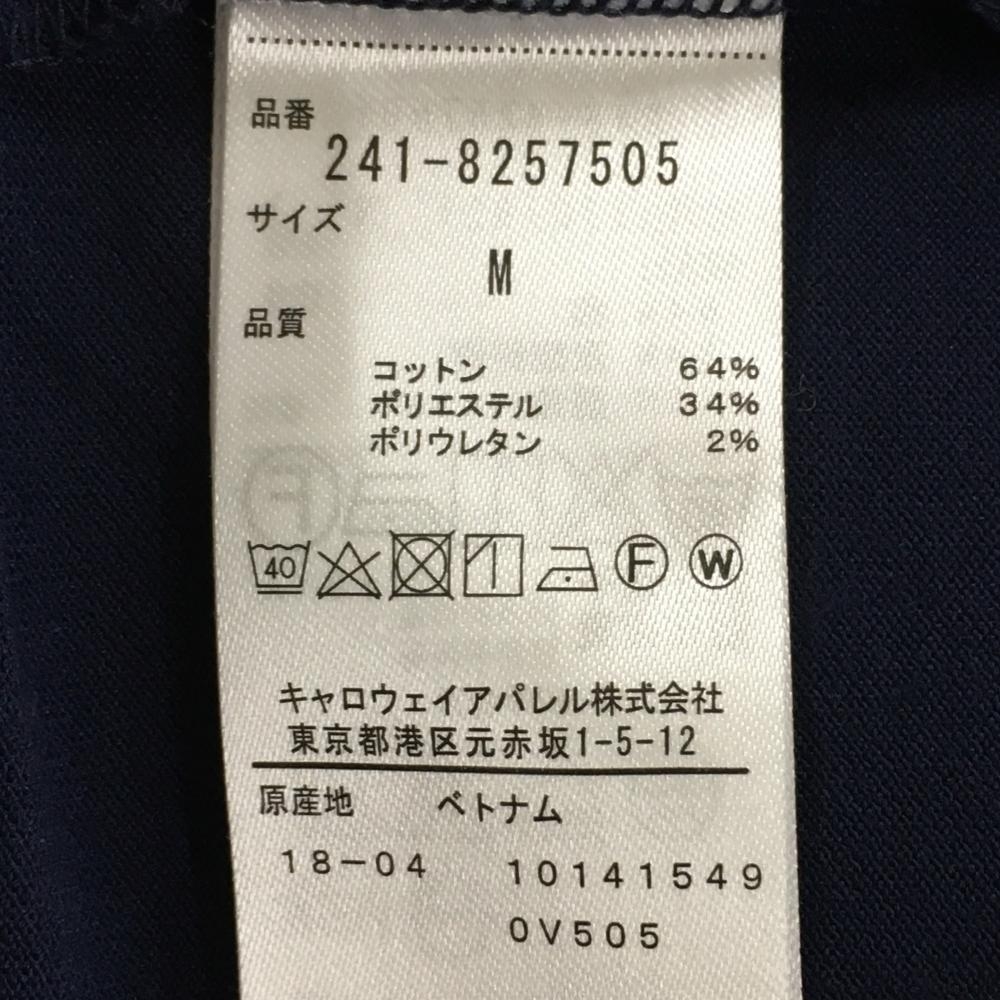 品番
241-8257505
サイズ
M
品質
コットン 64%
ポリエステル 34%
ポリウレタン 2%
40 F W
キャロウェイアパレル株式会社
東京都港区元赤坂1-5-12
原産地 ベトナム
18-04 10141549
0V505